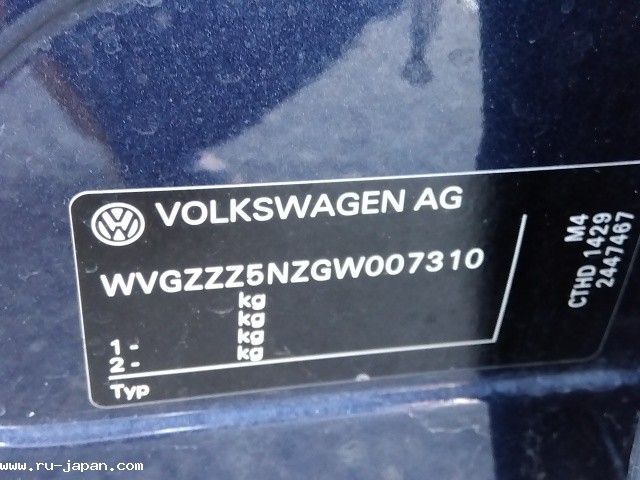 VOLKSWAGEN AG
WVGZZZ5NZGW007310
kg
kg
1 - kg
2 - kg
Typ
M4
CTHD 1429
2447467
www.ru-japan.com